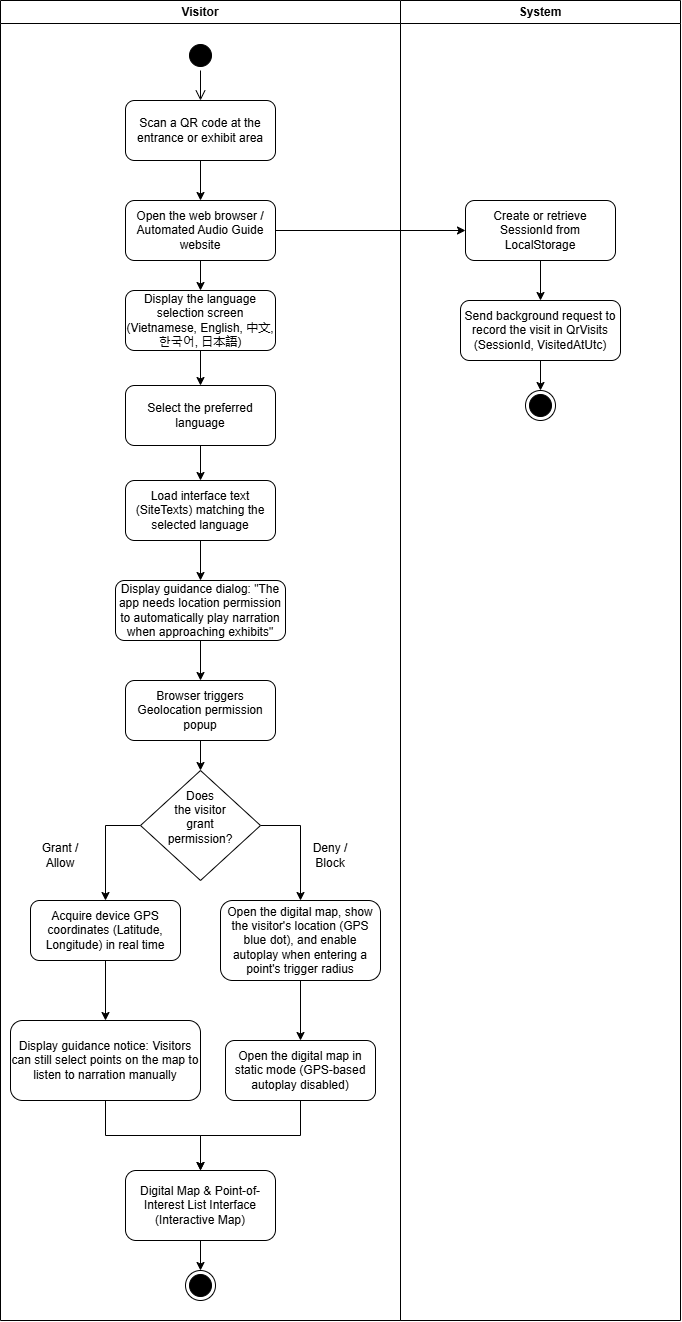 Visitor
System
Scan a QR code at the
entrance or exhibit area
Open the web browser /
Automated Audio Guide
website
Create or retrieve
SessionId from
LocalStorage
Display the language
selection screen
(Vietnamese, English, 中文,
한국어, 日本語)
Send background request to
record the visit in QrVisits
(SessionId, VisitedAtUtc)
Select the preferred
language
Load interface text
(SiteTexts) matching the
selected language
Display guidance dialog: "The
app needs location permission
to automatically play narration
when approaching exhibits"
Browser triggers
Geolocation permission
popup
Does
the visitor
grant
permission?
Grant /
Allow
Deny /
Block
Acquire device GPS
coordinates (Latitude,
Longitude) in real time
Open the digital map, show
the visitor's location (GPS
blue dot), and enable
autoplay when entering a
point's trigger radius
Display guidance notice: Visitors
can still select points on the map to
listen to narration manually
Open the digital map in
static mode (GPS-based
autoplay disabled)
Digital Map & Point-of-
Interest List Interface
(Interactive Map)